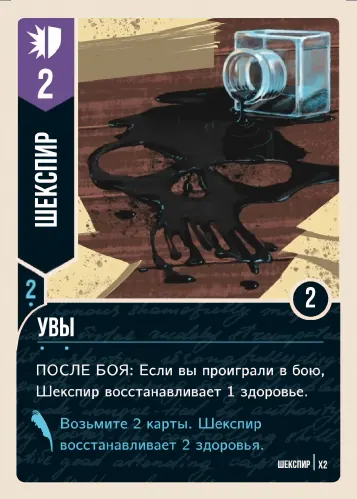 2
ШЕКСПИР
2
2
УВЫ
ПОСЛЕ БОЯ: Если вы проиграли в бою,
Шекспир восстанавливает 1 здоровье.
Возьмите 2 карты. Шекспир
восстанавливает 2 здоровья.
ШЕКСПИР | X2